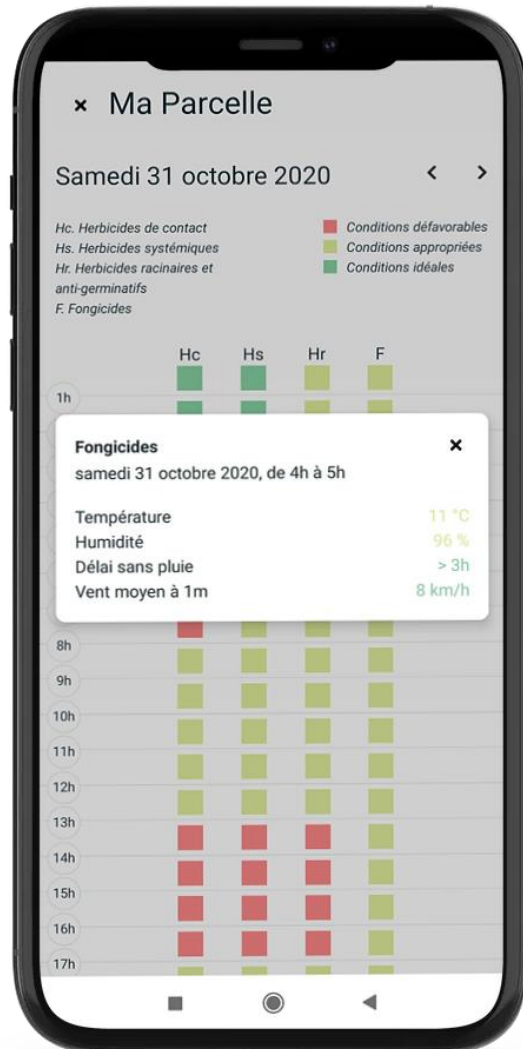 × Ma Parcelle
Samedi 31 octobre 2020 < >
Hc. Herbicides de contact
Hs. Herbicides systémiques
Hr. Herbicides racinaires et
anti-germinatifs
F. Fongicides
Conditions défavorables
Conditions appropriées
Conditions idéales
Hc Hs Hr F
1h
Fongicides ×
samedi 31 octobre 2020, de 4h à 5h
Température 11 °C
Humidité 96 %
Délai sans pluie > 3h
Vent moyen à 1m 8 km/h
8h
9h
10h
11h
12h
13h
14h
15h
16h
17h